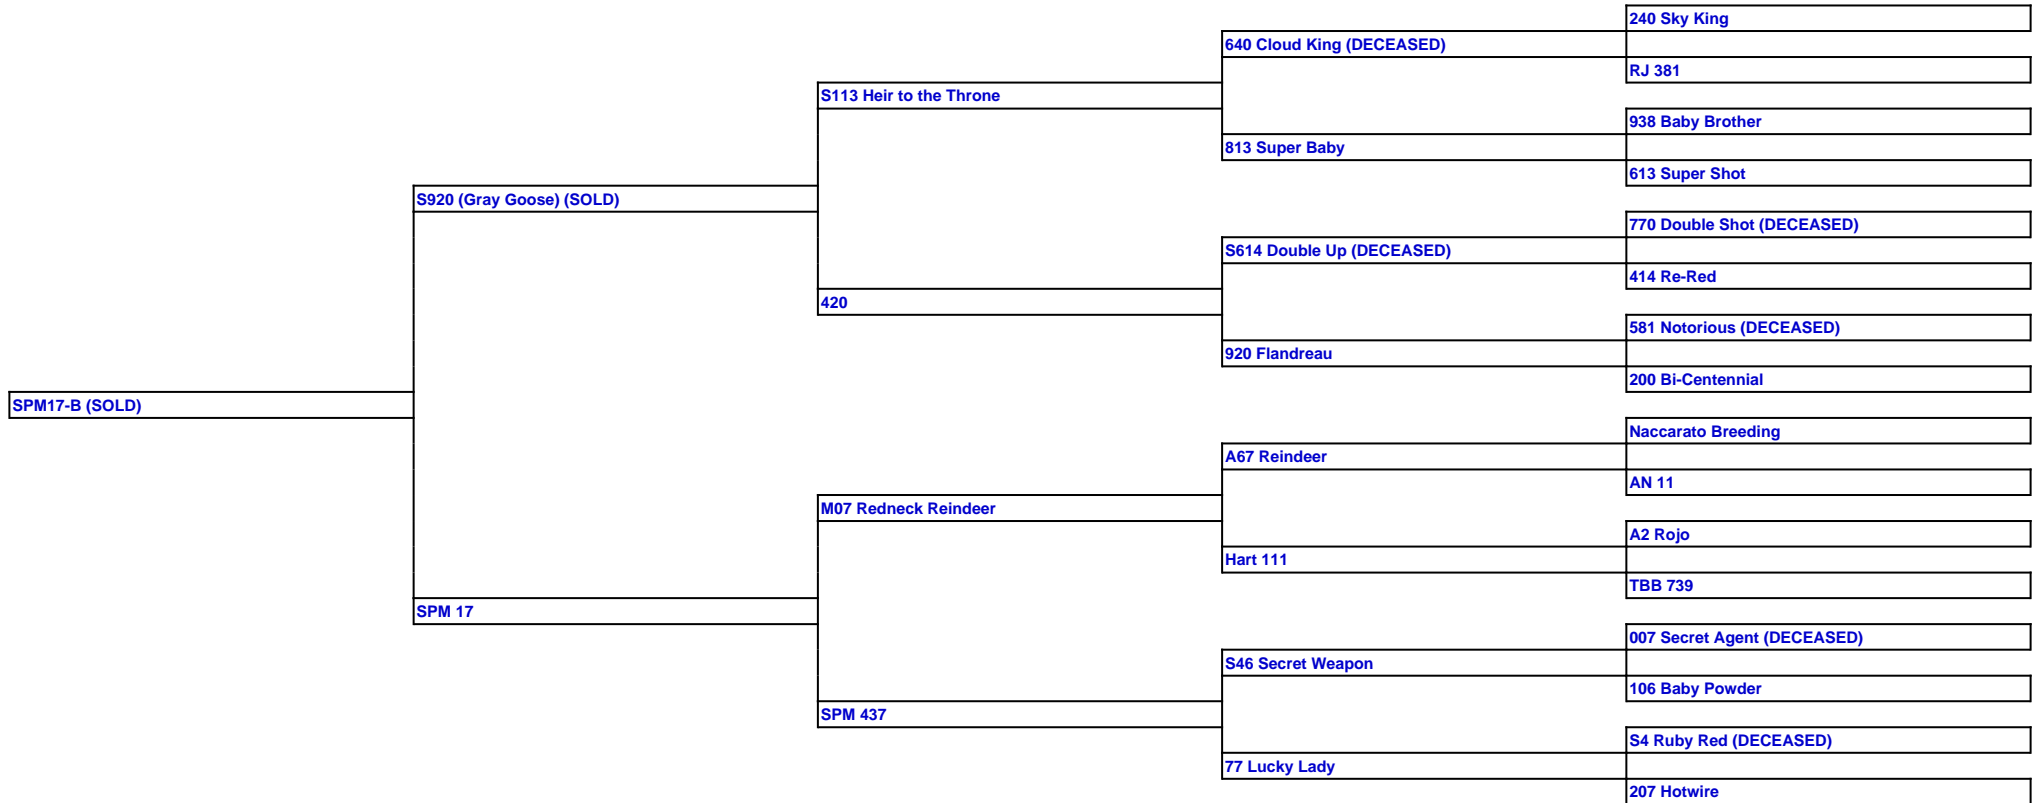 240 Sky King
640 Cloud King (DECEASED)
RJ 381
S113 Heir to the Throne
938 Baby Brother
813 Super Baby
613 Super Shot
S920 (Gray Goose) (SOLD)
770 Double Shot (DECEASED)
S614 Double Up (DECEASED)
414 Re-Red
420
581 Notorious (DECEASED)
920 Flandreau
200 Bi-Centennial
SPM17-B (SOLD)
Naccarato Breeding
A67 Reindeer
AN 11
M07 Redneck Reindeer
A2 Rojo
Hart 111
TBB 739
SPM 17
007 Secret Agent (DECEASED)
S46 Secret Weapon
106 Baby Powder
SPM 437
S4 Ruby Red (DECEASED)
77 Lucky Lady
207 Hotwire